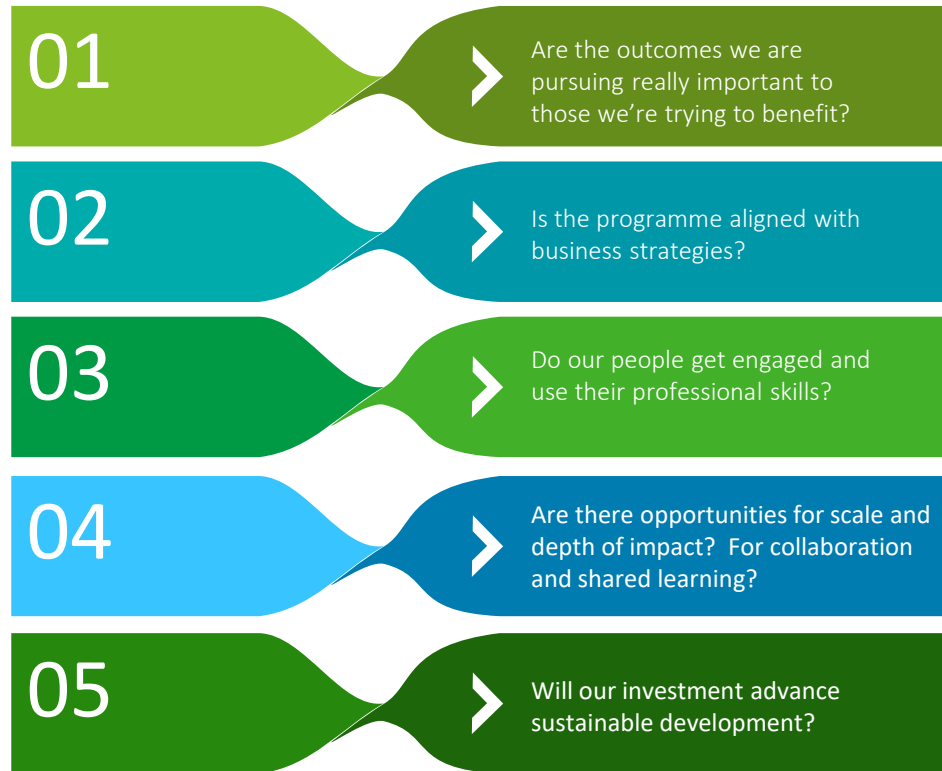 01
Are the outcomes we are
pursuing really important to
those we’re trying to benefit?
02
Is the programme aligned with
business strategies?
03
Do our people get engaged and
use their professional skills?
04
Are there opportunities for scale and
depth of impact?  For collaboration
and shared learning?
05
Will our investment advance
sustainable development?